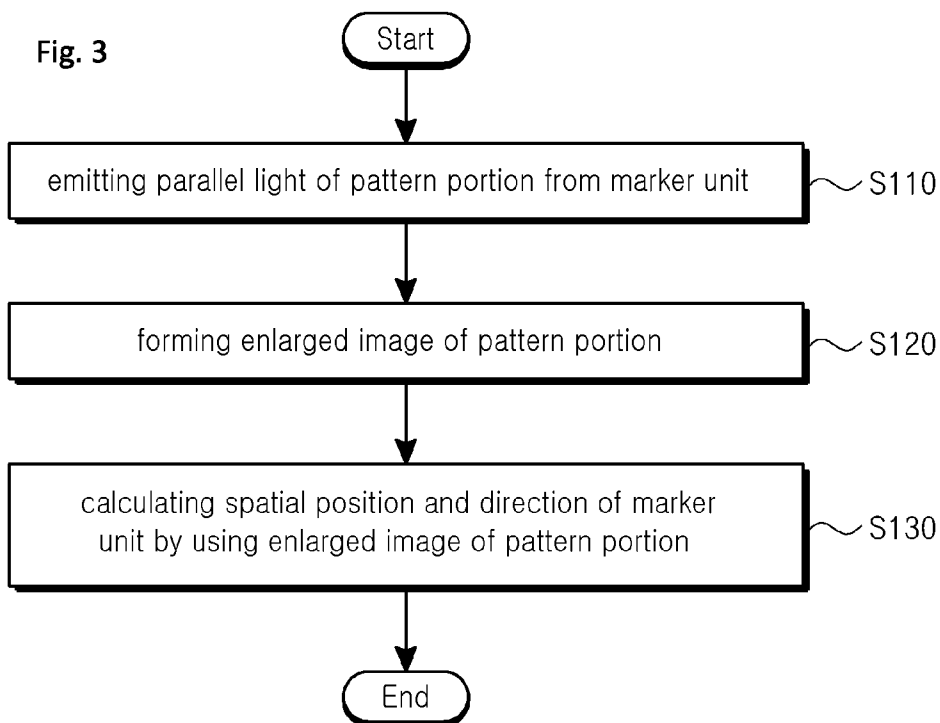 Fig. 3
Start
emitting parallel light of pattern portion from marker unit
S110
forming enlarged image of pattern portion
S120
calculating spatial position and direction of marker
unit by using enlarged image of pattern portion
S130
End